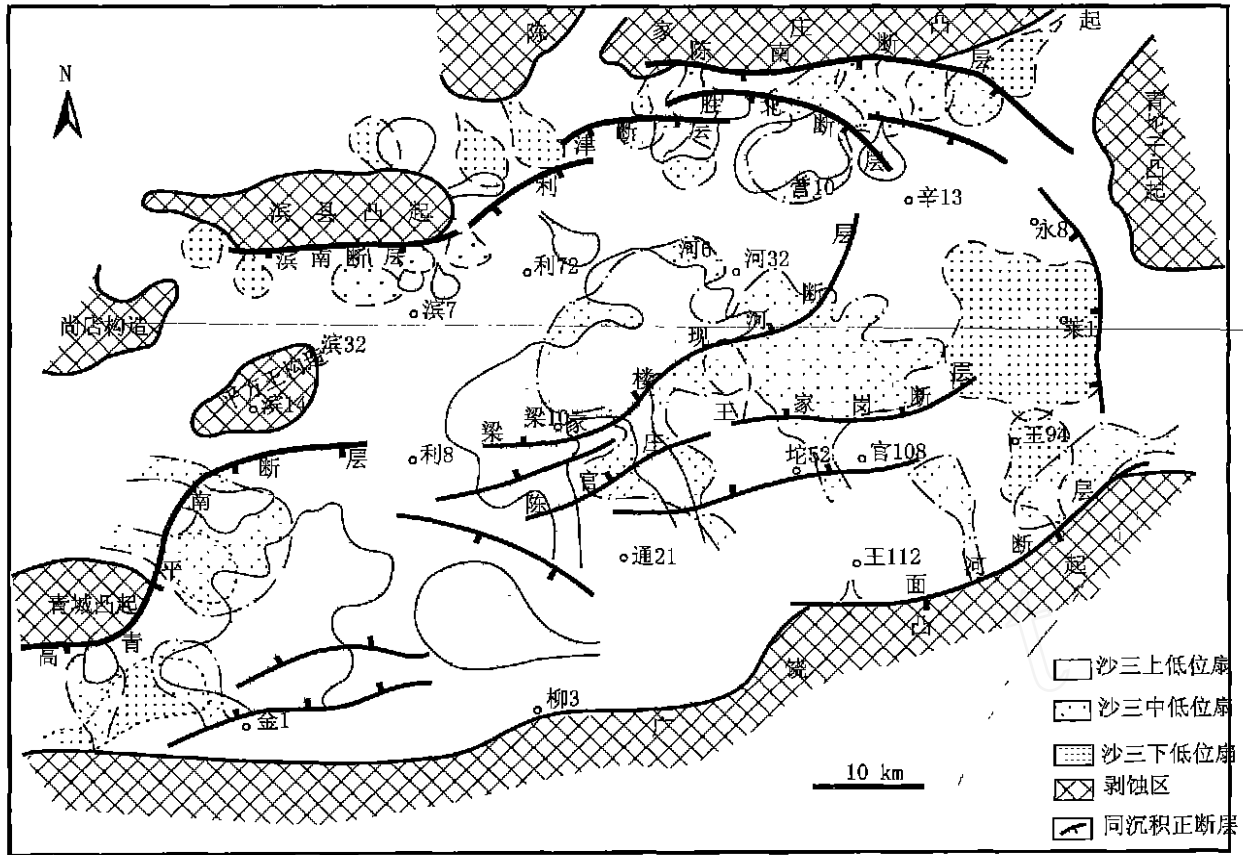 陈家庄凸起
陈南断层
N
胜北断层
青坨子凸起
利津断层
营10
辛13
滨县凸起
永8
滨南断层
利72
河6
河32
滨7
尚店构造
莱1
滨32
滨14
梁家楼现河断层
梁10
王家岗断层
王94
利8
陈官庄
坨52
官108
高青平南断层
通21
王112
青城凸起
面河断层
柳3
金1
广饶凸起
10 km
沙三上低位扇
沙三中低位扇
沙三下低位扇
剥蚀区
同沉积正断层